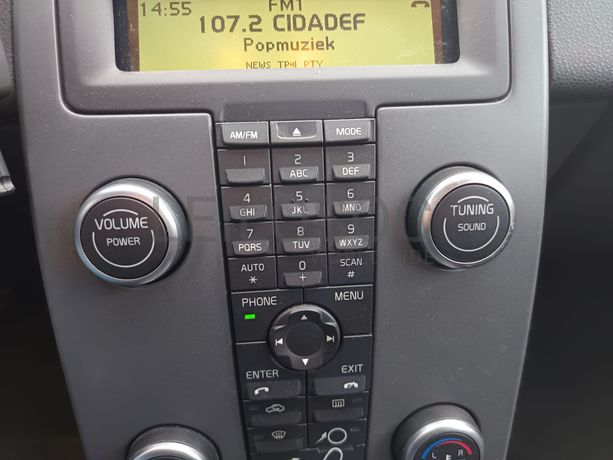 14:55 FM1
107.2 CIDADEF
Popmuziek
NEWS TP PTY
AM/FM MODE
1 2 3
ABC DEF
4 5 6
GHI JKL MNO
7 8 9
PQRS TUV WXYZ
AUTO 0 SCAN
* + #
VOLUME
POWER
TUNING
SOUND
PHONE MENU
ENTER EXIT
L R